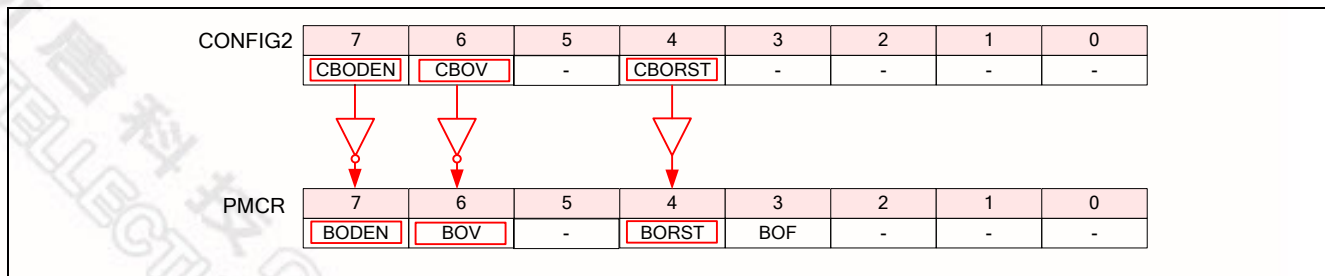 CONFIG2 7 6 5 4 3 2 1 0
CBODEN CBOV - CBORST - - - -
PMCR 7 6 5 4 3 2 1 0
BODEN BOV - BORST BOF - - -